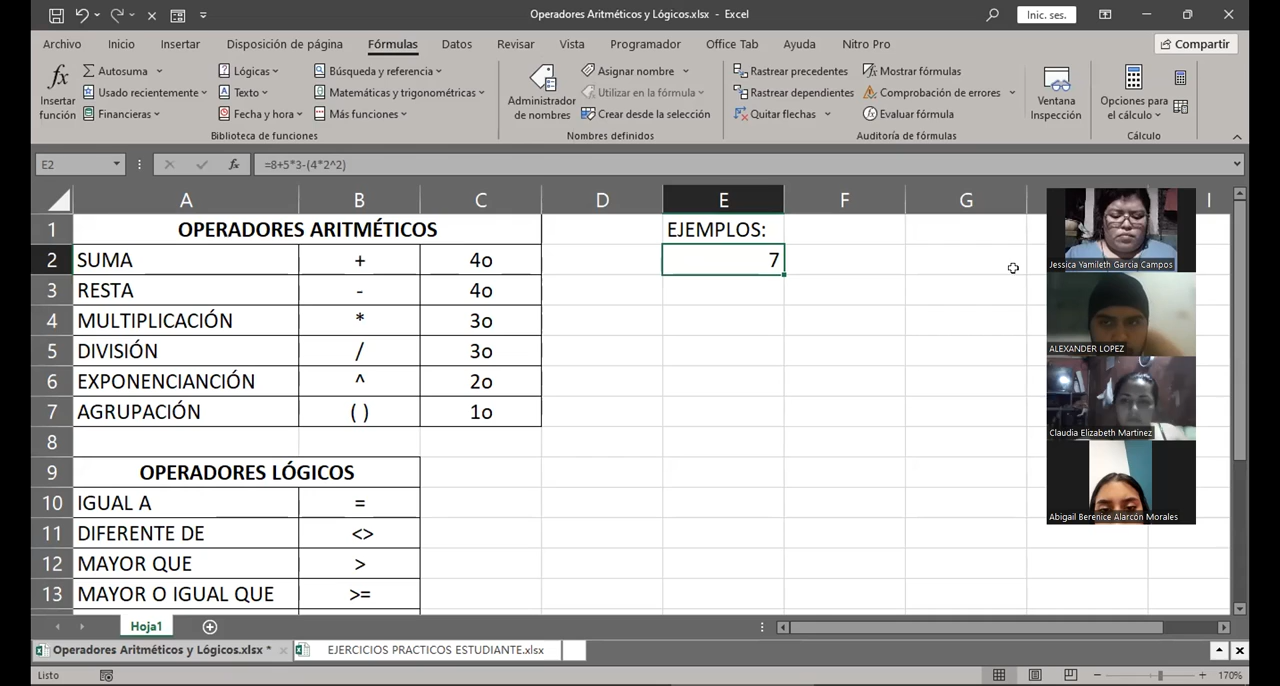 Operadores Aritméticos y Lógicos.xlsx - Excel
Inic. ses.
Archivo Inicio Insertar Disposición de página Fórmulas Datos Revisar Vista Programador Office Tab Ayuda Nitro Pro Compartir
fx Insertar función
Autosuma
Usado recientemente
Financieras
Lógicas
Texto
Fecha y hora
Búsqueda y referencia
Matemáticas y trigonométricas
Más funciones
Biblioteca de funciones
Administrador de nombres
Asignar nombre
Utilizar en la fórmula
Crear desde la selección
Nombres definidos
Rastrear precedentes
Rastrear dependientes
Quitar flechas
Mostrar fórmulas
Comprobación de errores
Evaluar fórmula
Auditoría de fórmulas
Ventana Inspección
Opciones para el cálculo
Cálculo
E2 fx =8+5*3-(4*2^2)
A B C D E F G I
1 OPERADORES ARITMÉTICOS EJEMPLOS:
2 SUMA + 4o 7
3 RESTA - 4o
4 MULTIPLICACIÓN * 3o
5 DIVISIÓN / 3o
6 EXPONENCIANCIÓN ^ 2o
7 AGRUPACIÓN ( ) 1o
8
9 OPERADORES LÓGICOS
10 IGUAL A =
11 DIFERENTE DE <>
12 MAYOR QUE >
13 MAYOR O IGUAL QUE >=
Jessica Yamileth Garcia Campos
ALEXANDER LOPEZ
Claudia Elizabeth Martinez
Abigail Berenice Alarcón Morales
Hoja1
Operadores Aritméticos y Lógicos.xlsx * EJERCICIOS PRACTICOS ESTUDIANTE.xlsx
Listo 170%